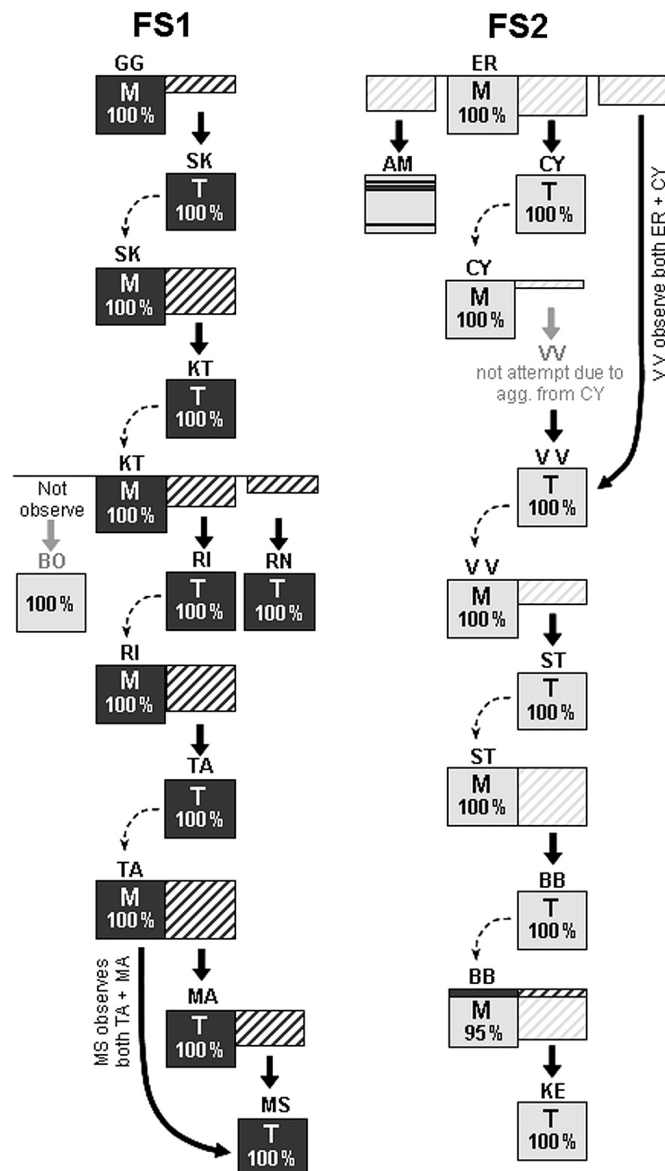 FS1
GG
M
100 %
SK
T
100 %
SK
M
100 %
KT
T
100 %
KT
Not
observe
M
100 %
BO
100 %
RI
T
100 %
RN
T
100 %
RI
M
100 %
TA
T
100 %
TA
M
100 %
MS observes
both TA + MA
MA
T
100 %
MS
T
100 %
FS2
ER
M
100 %
AM
CY
T
100 %
CY
M
100 %
VV
not attempt due to
agg. from CY
V V observe both ER + CY
V V
T
100 %
V V
M
100 %
ST
T
100 %
ST
M
100 %
BB
T
100 %
BB
M
95 %
KE
T
100 %